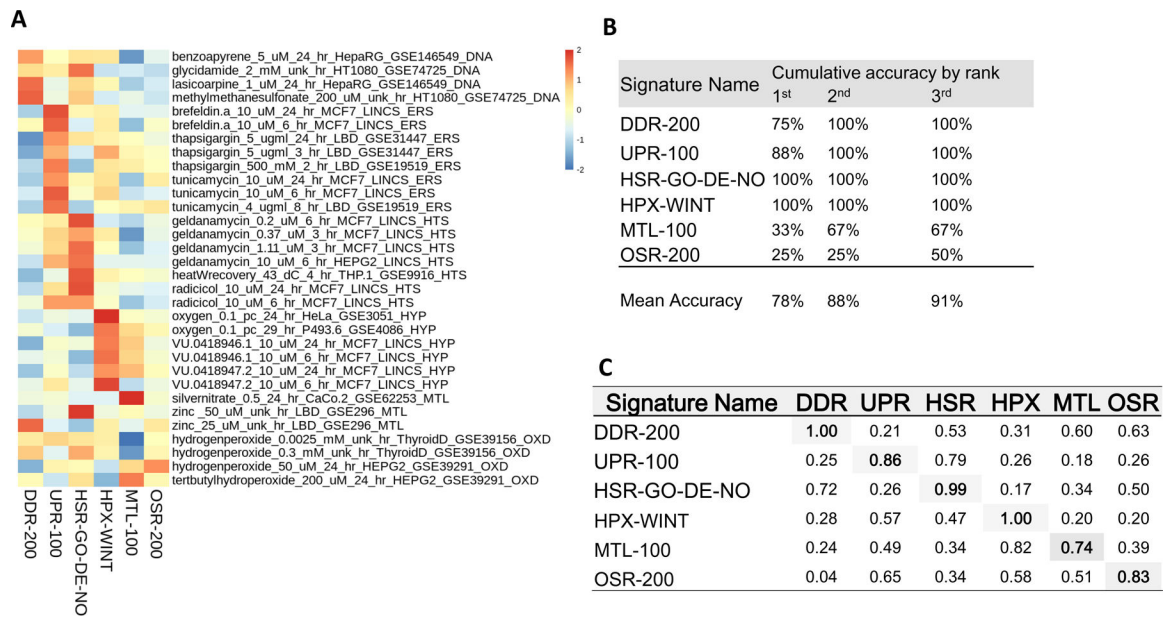 A
benzoapyrene_5_uM_24_hr_HepaRG_GSE146549_DNA
glycidamide_2_mM_unk_hr_HT1080_GSE74725_DNA
lasicoarpine_1_uM_24_hr_HepaRG_GSE146549_DNA
methylmethanesulfonate_200_uM_unk_hr_HT1080_GSE74725_DNA
brefeldin.a_10_uM_24_hr_MCF7_LINCS_ERS
brefeldin.a_10_uM_6_hr_MCF7_LINCS_ERS
thapsigargin_5_ugml_24_hr_LBD_GSE31447_ERS
thapsigargin_5_ugml_3_hr_LBD_GSE31447_ERS
thapsigargin_500_mM_2_hr_LBD_GSE19519_ERS
tunicamycin_10_uM_24_hr_MCF7_LINCS_ERS
tunicamycin_10_uM_6_hr_MCF7_LINCS_ERS
tunicamycin_4_ugml_8_hr_LBD_GSE19519_ERS
geldanamycin_0.2_uM_6_hr_MCF7_LINCS_HTS
geldanamycin_0.37_uM_3_hr_MCF7_LINCS_HTS
geldanamycin_1.11_uM_3_hr_MCF7_LINCS_HTS
geldanamycin_10_uM_6_hr_HEPG2_LINCS_HTS
heatWrecovery_43_dC_4_hr_THP.1_GSE9916_HTS
radicicol_10_uM_24_hr_MCF7_LINCS_HTS
radicicol_10_uM_6_hr_MCF7_LINCS_HTS
oxygen_0.1_pc_24_hr_HeLa_GSE3051_HYP
oxygen_0.1_pc_29_hr_P493.6_GSE4086_HYP
VU.0418946.1_10_uM_24_hr_MCF7_LINCS_HYP
VU.0418946.1_10_uM_6_hr_MCF7_LINCS_HYP
VU.0418947.2_10_uM_24_hr_MCF7_LINCS_HYP
VU.0418947.2_10_uM_6_hr_MCF7_LINCS_HYP
silvernitrate_0.5_24_hr_CaCo.2_GSE62253_MTL
zinc_50_uM_unk_hr_LBD_GSE296_MTL
zinc_25_uM_unk_hr_LBD_GSE296_MTL
hydrogenperoxide_0.0025_mM_unk_hr_ThyroidD_GSE39156_OXD
hydrogenperoxide_0.3_mM_unk_hr_ThyroidD_GSE39156_OXD
hydrogenperoxide_50_uM_24_hr_HEPG2_GSE39291_OXD
tertbutylhydroperoxide_200_uM_24_hr_HEPG2_GSE39291_OXD
DDR-200
UPR-100
HSR-GO-DE-NO
HPX-WINT
MTL-100
OSR-200
2
1
0
-1
-2
B
Signature Name Cumulative accuracy by rank
1st 2nd 3rd
DDR-200 75% 100% 100%
UPR-100 88% 100% 100%
HSR-GO-DE-NO 100% 100% 100%
HPX-WINT 100% 100% 100%
MTL-100 33% 67% 67%
OSR-200 25% 25% 50%
Mean Accuracy 78% 88% 91%
C
Signature Name DDR UPR HSR HPX MTL OSR
DDR-200 1.00 0.21 0.53 0.31 0.60 0.63
UPR-100 0.25 0.86 0.79 0.26 0.18 0.26
HSR-GO-DE-NO 0.72 0.26 0.99 0.17 0.34 0.50
HPX-WINT 0.28 0.57 0.47 1.00 0.20 0.20
MTL-100 0.24 0.49 0.34 0.82 0.74 0.39
OSR-200 0.04 0.65 0.34 0.58 0.51 0.83